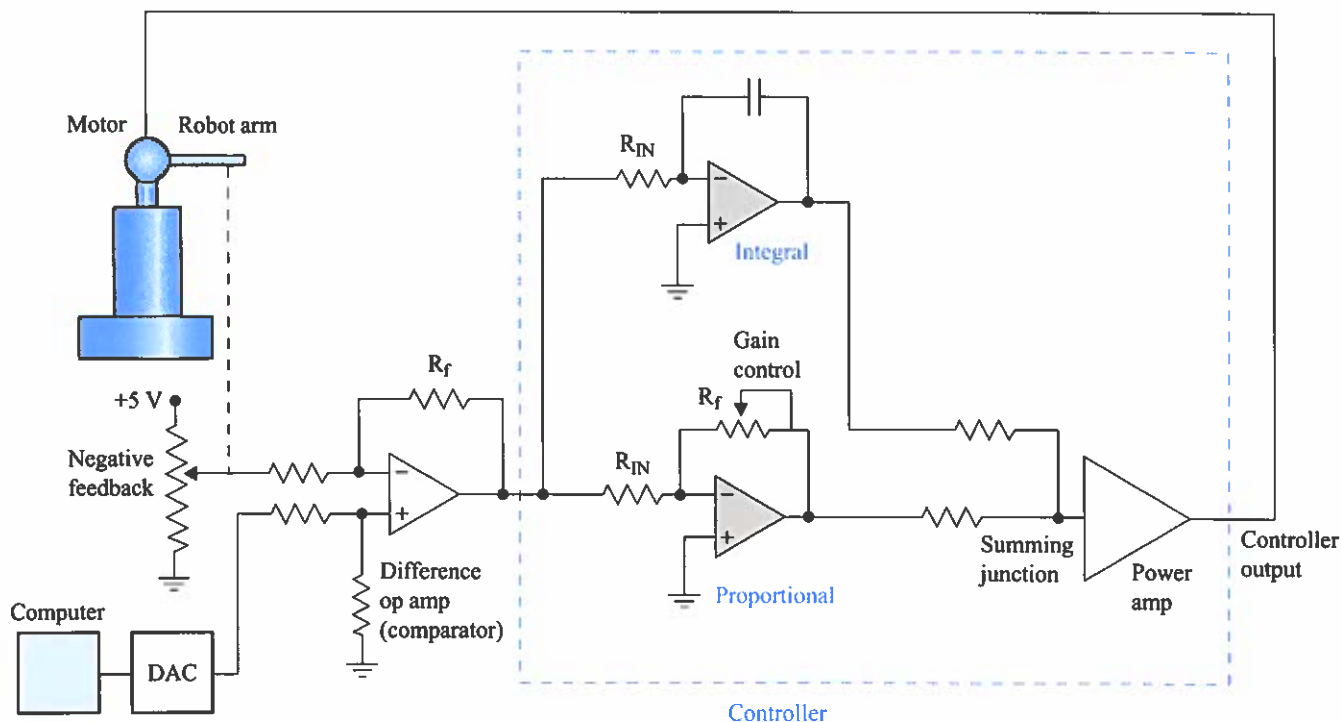 Motor
Robot arm
R_IN
−
+
Integral
Gain
control
+5 V
R_f
R_f
Negative
feedback
−
+
R_IN
−
+
Difference
op amp
(comparator)
Proportional
Summing
junction
Power
amp
Controller
output
Computer
DAC
Controller